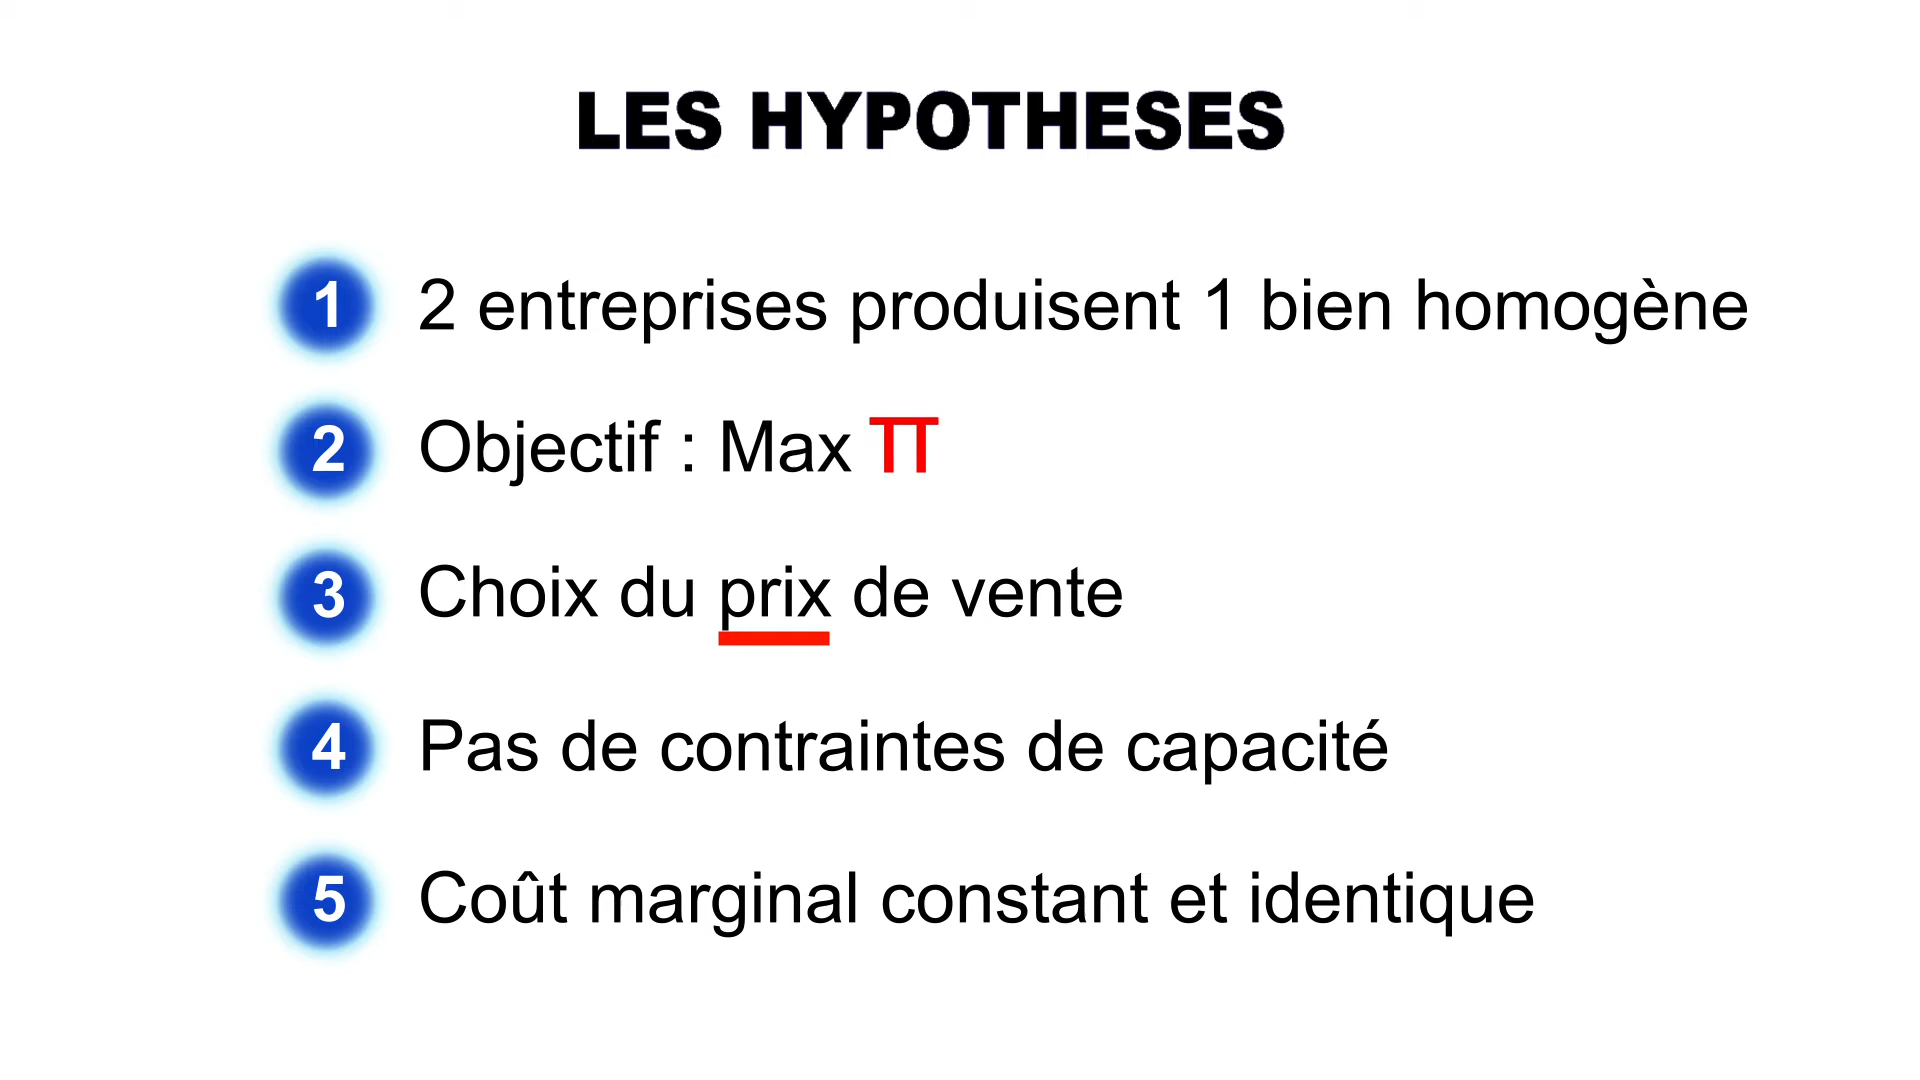 LES HYPOTHESES
1 2 entreprises produisent 1 bien homogène
2 Objectif : Max π
3 Choix du prix de vente
4 Pas de contraintes de capacité
5 Coût marginal constant et identique